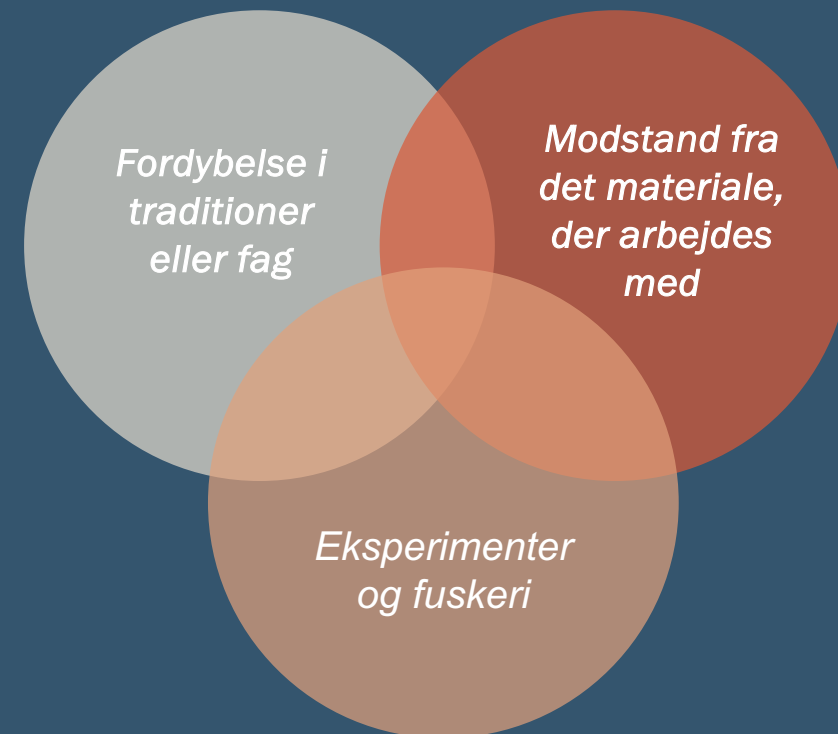 Fordybelse i
traditioner
eller fag
Modstand fra
det materiale,
der arbejdes
med
Eksperimenter
og fuskeri